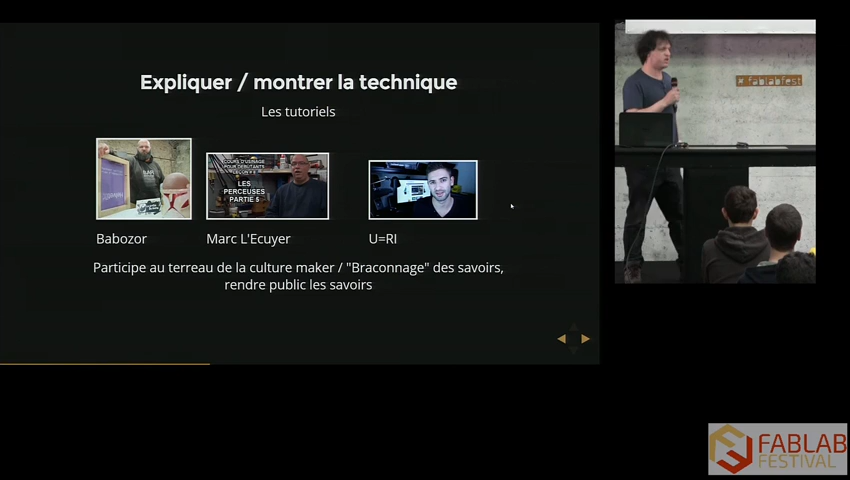 Expliquer / montrer la technique
Les tutoriels
COURS D'USINAGE
POUR DEBUTANTS
LES
PERCEUSES
PARTIE 5
Babozor
Marc L'Ecuyer
U=RI
Participe au terreau de la culture maker / "Braconnage" des savoirs,
rendre public les savoirs
fablabfest
FABLAB
FESTIVAL